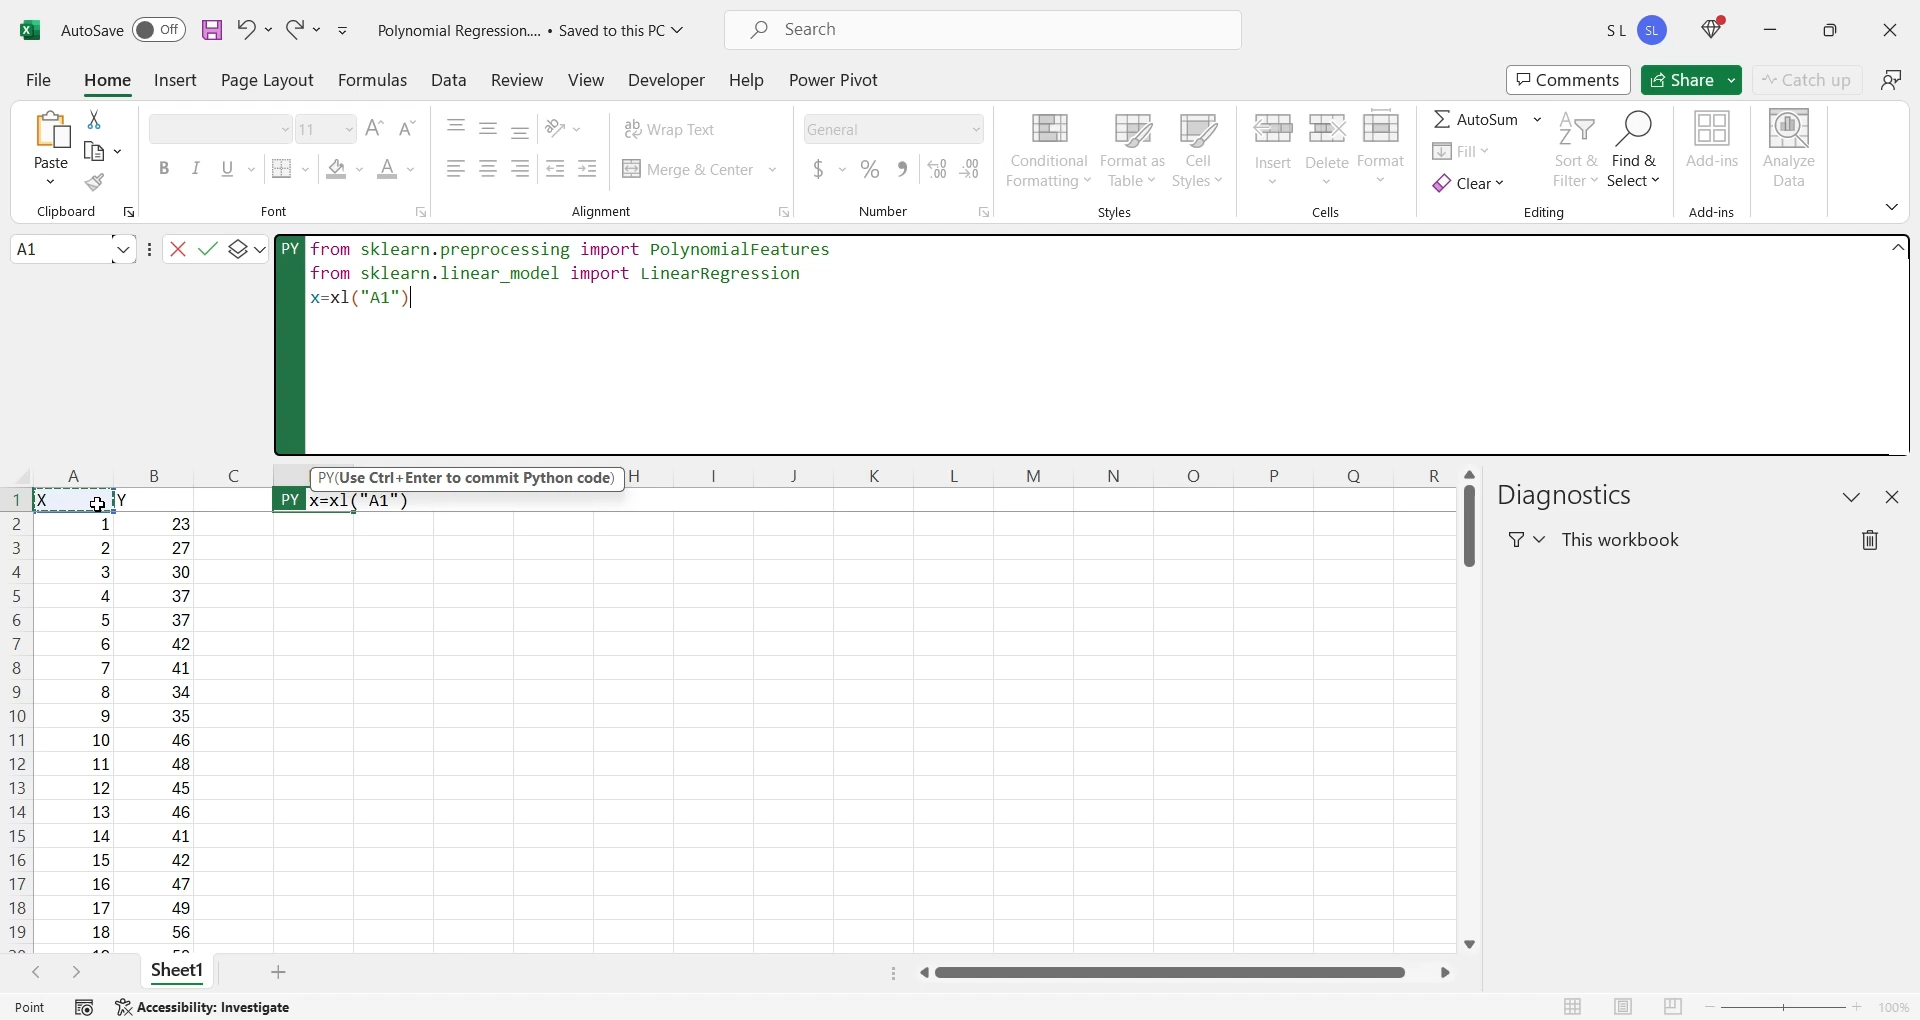 AutoSave Off Polynomial Regression.... • Saved to this PC Search S L SL
File Home Insert Page Layout Formulas Data Review View Developer Help Power Pivot Comments Share Catch up
Paste
Clipboard
11
B I U A
Font
Wrap Text
Merge & Center
Alignment
General
$ % 9 .00
Number
Conditional Formatting
Format as Table
Cell Styles
Styles
Insert
Delete
Format
Cells
AutoSum
Fill
Clear
Sort & Filter
Find & Select
Editing
Add-ins
Add-ins
Analyze Data
A1
PY from sklearn.preprocessing import PolynomialFeatures
from sklearn.linear_model import LinearRegression
x=xl("A1")
PY(Use Ctrl+Enter to commit Python code)
A B C H I J K L M N O P Q R
1 X Y PY x=xl("A1")
2 1 23
3 2 27
4 3 30
5 4 37
6 5 37
7 6 42
8 7 41
9 8 34
10 9 35
11 10 46
12 11 48
13 12 45
14 13 46
15 14 41
16 15 42
17 16 47
18 17 49
19 18 56
Diagnostics
This workbook
Sheet1
Point Accessibility: Investigate 100%